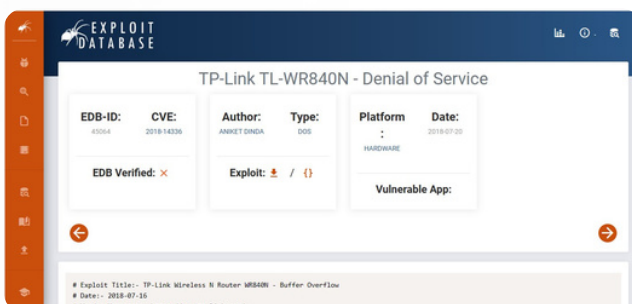 EXPLOIT
DATABASE
TP-Link TL-WR840N - Denial of Service
EDB-ID:
45064
CVE:
2018-14336
EDB Verified:
Author:
ANIKET DINDA
Type:
DOS
Exploit: / {}
Platform
:
HARDWARE
Date:
2018-07-20
Vulnerable App:
# Exploit Title:- TP-Link Wireless N Router WR840N - Buffer Overflow
# Date:- 2018-07-16